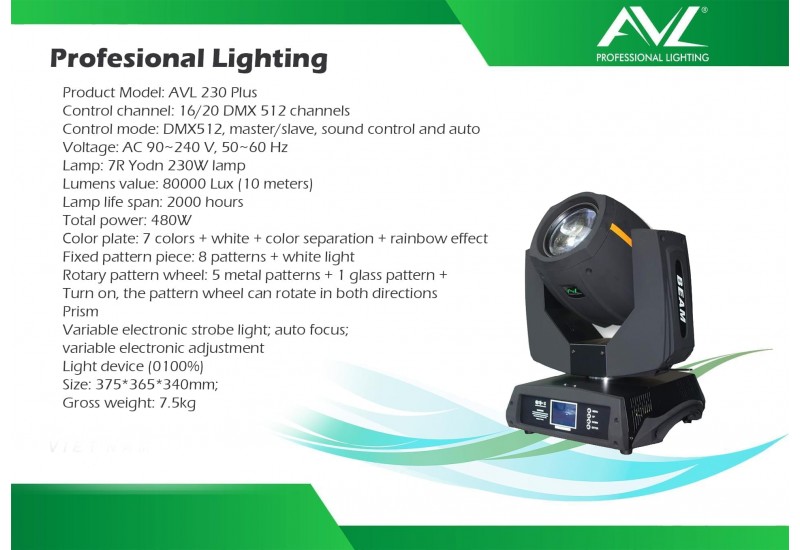 AVL®
PROFESSIONAL LIGHTING
Profesional Lighting
Product Model: AVL 230 Plus
Control channel: 16/20 DMX 512 channels
Control mode: DMX512, master/slave, sound control and auto
Voltage: AC 90~240 V, 50~60 Hz
Lamp: 7R Yodn 230W lamp
Lumens value: 80000 Lux (10 meters)
Lamp life span: 2000 hours
Total power: 480W
Color plate: 7 colors + white + color separation + rainbow effect
Fixed pattern piece: 8 patterns + white light
Rotary pattern wheel: 5 metal patterns + 1 glass pattern +
Turn on, the pattern wheel can rotate in both directions
Prism
Variable electronic strobe light; auto focus;
variable electronic adjustment
Light device (0100%)
Size: 375*365*340mm;
Gross weight: 7.5kg
AVL
BEAM